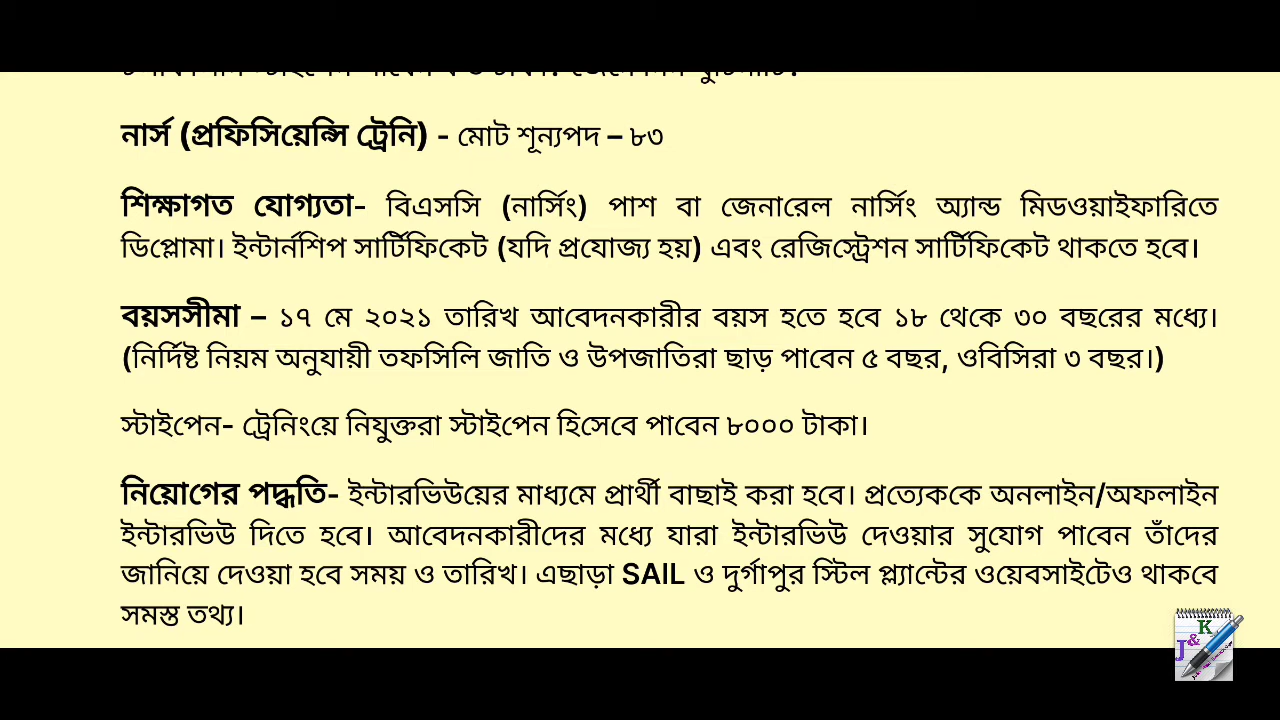 নার্স (প্রফিসিয়েন্সি ট্রেনি) - মোট শূন্যপদ – ৮৩
শিক্ষাগত যোগ্যতা- বিএসসি (নার্সিং) পাশ বা জেনারেল নার্সিং অ্যান্ড মিডওয়াইফারিতে
ডিপ্লোমা। ইন্টার্নশিপ সার্টিফিকেট (যদি প্রযোজ্য হয়) এবং রেজিস্ট্রেশন সার্টিফিকেট থাকতে হবে।
বয়সসীমা – ১৭ মে ২০২১ তারিখ আবেদনকারীর বয়স হতে হবে ১৮ থেকে ৩০ বছরের মধ্যে।
(নির্দিষ্ট নিয়ম অনুযায়ী তফসিলি জাতি ও উপজাতিরা ছাড় পাবেন ৫ বছর, ওবিসিরা ৩ বছর।)
স্টাইপেন- ট্রেনিংয়ে নিযুক্তরা স্টাইপেন হিসেবে পাবেন ৮০০০ টাকা।
নিয়োগের পদ্ধতি- ইন্টারভিউয়ের মাধ্যমে প্রার্থী বাছাই করা হবে। প্রত্যেককে অনলাইন/অফলাইন
ইন্টারভিউ দিতে হবে। আবেদনকারীদের মধ্যে যারা ইন্টারভিউ দেওয়ার সুযোগ পাবেন তাঁদের
জানিয়ে দেওয়া হবে সময় ও তারিখ। এছাড়া SAIL ও দুর্গাপুর স্টিল প্ল্যান্টের ওয়েবসাইটেও থাকবে
সমস্ত তথ্য।
J&K